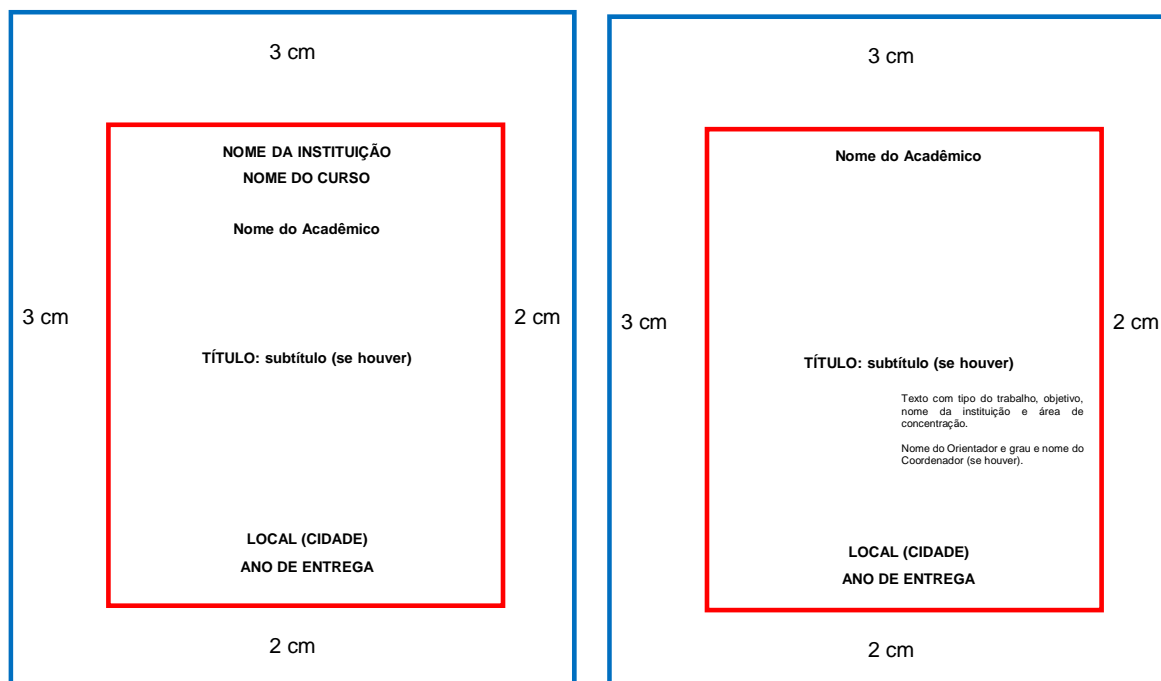 3 cm
NOME DA INSTITUIÇÃO
NOME DO CURSO
Nome do Acadêmico
3 cm
2 cm
TÍTULO: subtítulo (se houver)
LOCAL (CIDADE)
ANO DE ENTREGA
2 cm
3 cm
Nome do Acadêmico
3 cm
2 cm
TÍTULO: subtítulo (se houver)
Texto com tipo do trabalho, objetivo,
nome da instituição e área de
concentração.
Nome do Orientador e grau e nome do
Coordenador (se houver).
LOCAL (CIDADE)
ANO DE ENTREGA
2 cm